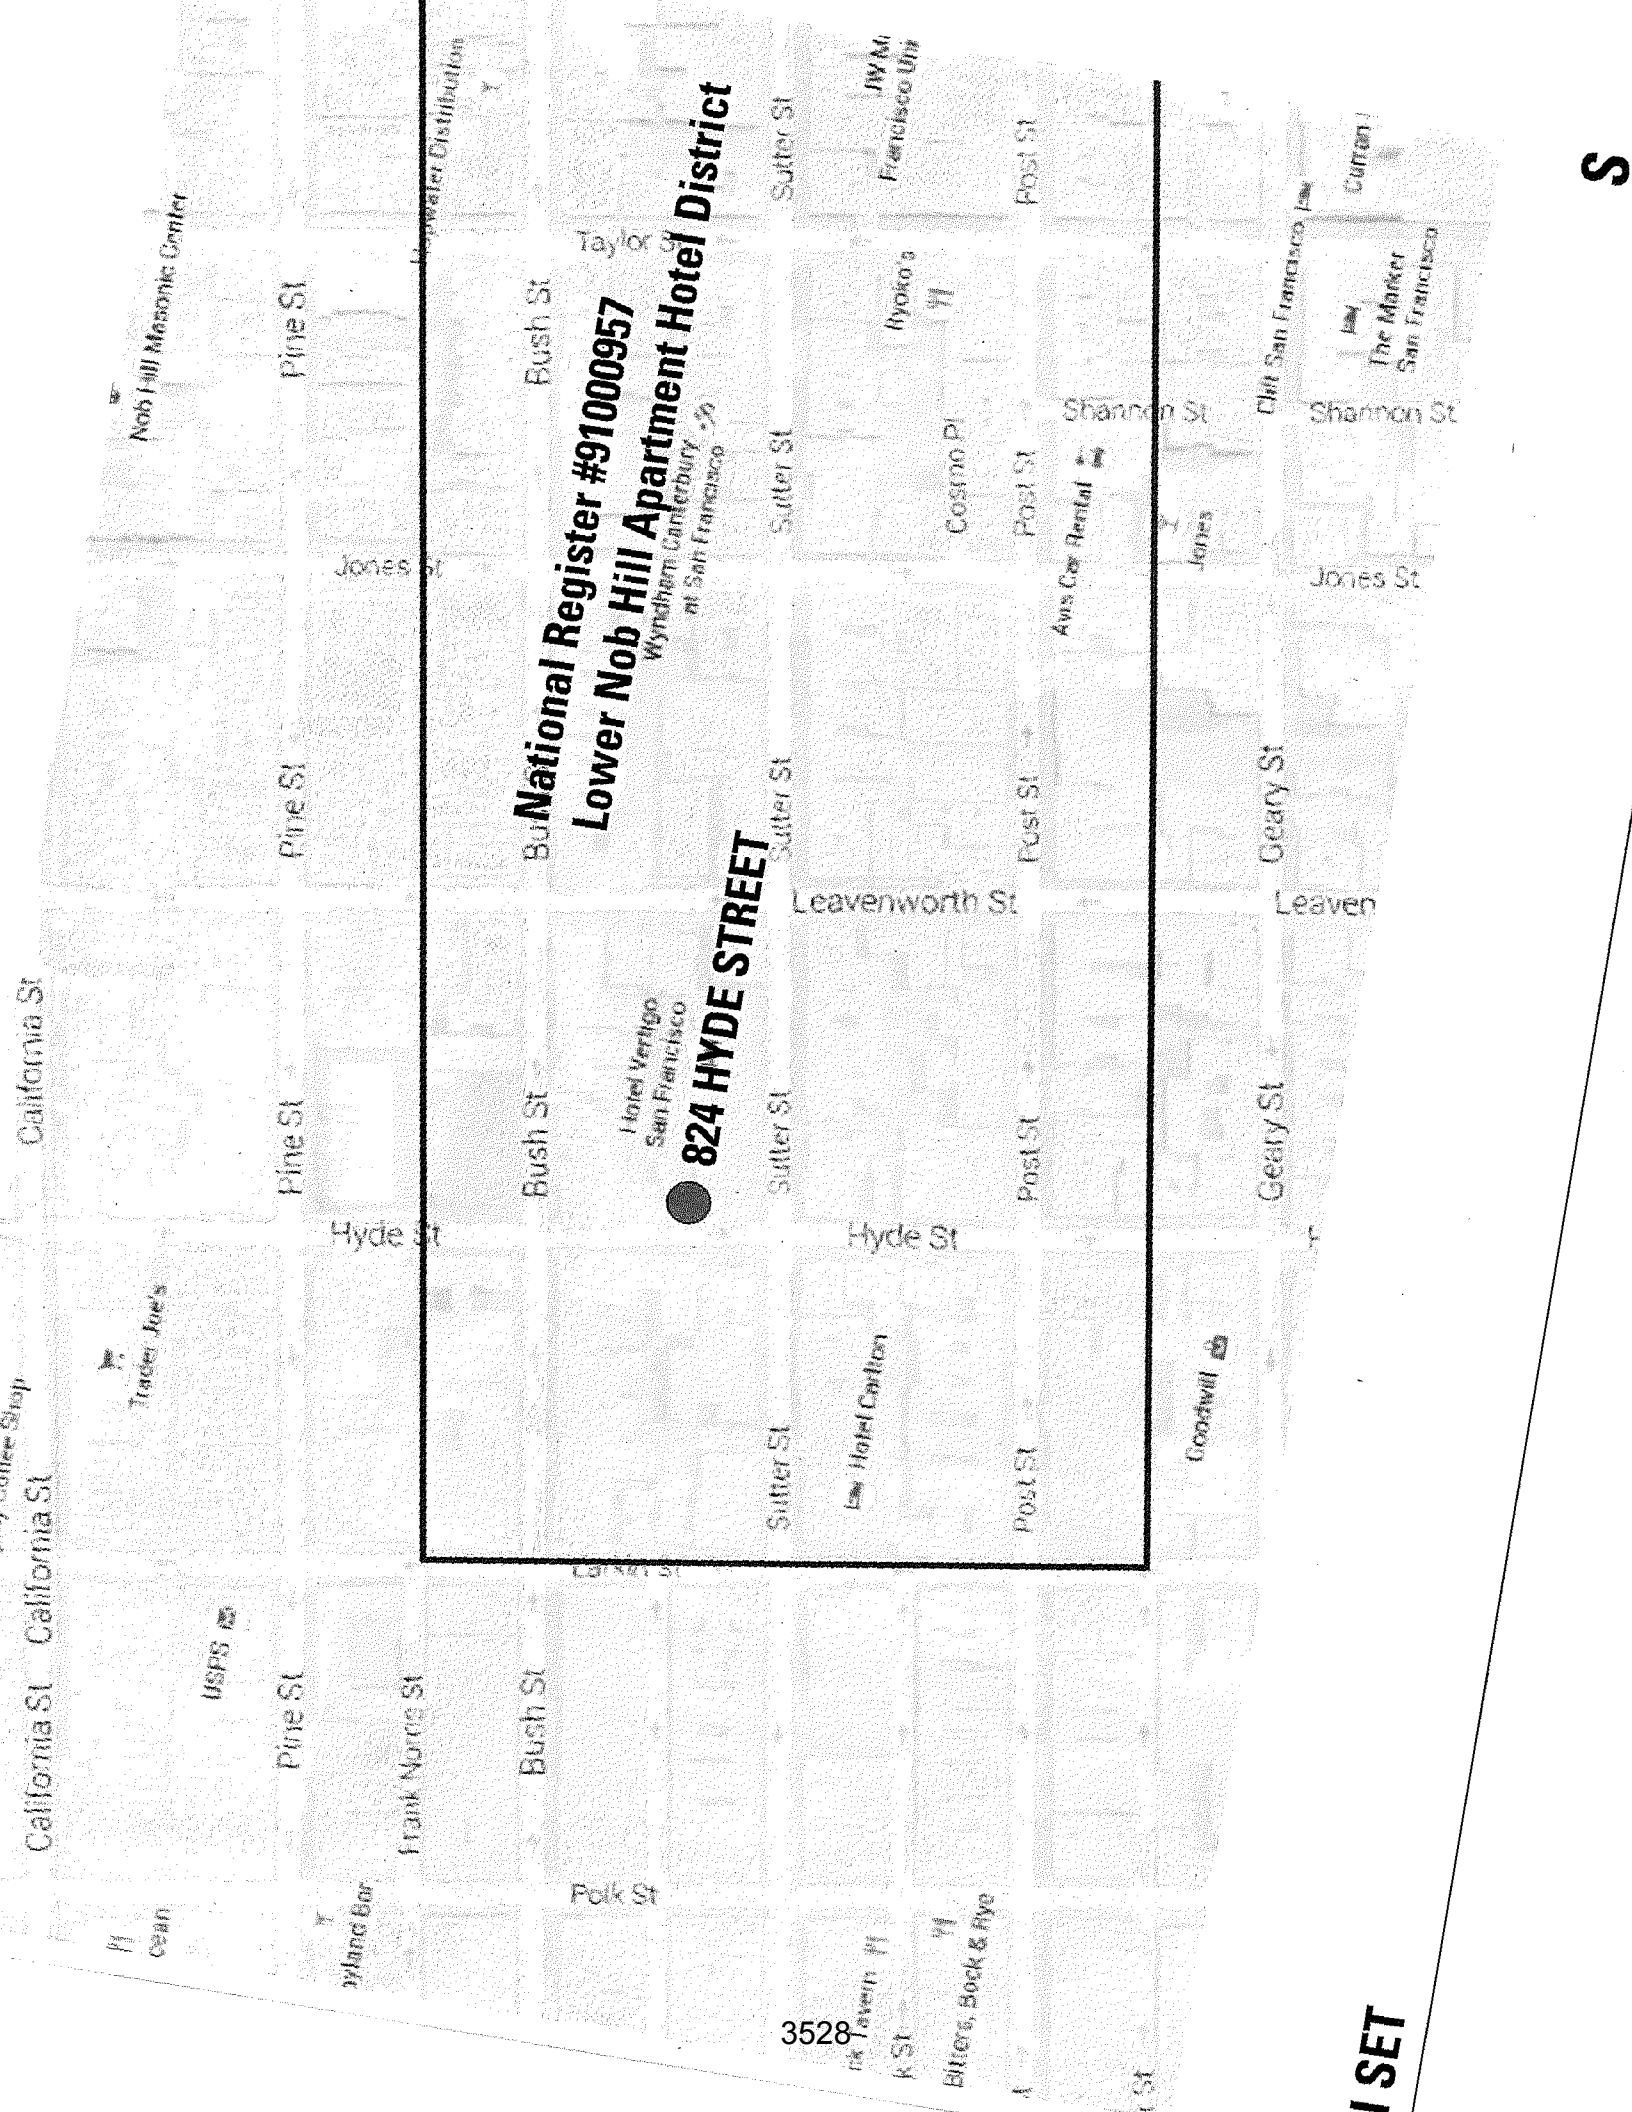 National Register #91000957
Lower Nob Hill Apartment Hotel District
824 HYDE STREET
Hotel Vertigo
San Francisco
Wyndham Canterbury
at San Francisco
Nob Hill Masonic Center
Taylor
Sutter St
Post St
Francisco
Curran
S
Pine St
Bush St
Ryoko's
Clift San Francisco
The Marker
San Francisco
Shannon St
Shannon St
Sutter St
Cosmo Pl
Post St
Avis Car Rental
Jones
Jones St
Jones St
Pine St
Sutter St
Post St
Geary St
Leavenworth St
Leaven
California St
Pine St
Bush St
Sutter St
Post St
Geary St
Hyde St
Hyde St
Trader Joe's
Hotel Carlton
Goodwill
Sutter St
Post St
California St
California St
USPS
Pine St
Frank Norris St
Bush St
Polk St
Bitters, Bock & Rye
k St
St
3528
SET